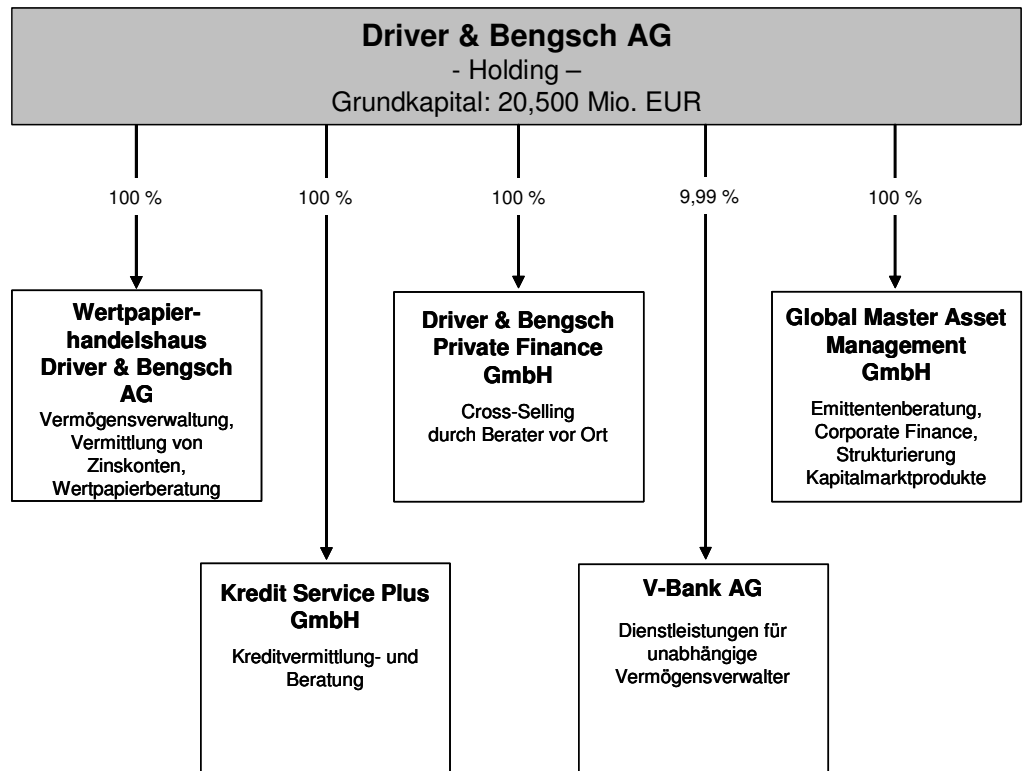 Driver & Bengsch AG
- Holding –
Grundkapital: 20,500 Mio. EUR
100 %
100 %
100 %
9,99 %
100 %
Wertpapier-
handelshaus
Driver & Bengsch
AG
Vermögensverwaltung,
Vermittlung von
Zinskonten,
Wertpapierberatung
Driver & Bengsch
Private Finance
GmbH
Cross-Selling
durch Berater vor Ort
Global Master Asset
Management
GmbH
Emittentenberatung,
Corporate Finance,
Strukturierung
Kapitalmarktprodukte
Kredit Service Plus
GmbH
Kreditvermittlung- und
Beratung
V-Bank AG
Dienstleistungen für
unabhängige
Vermögensverwalter